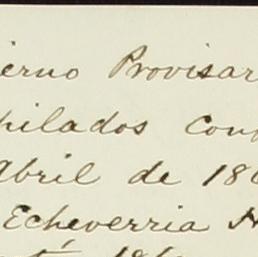 ierno Provisor
pilados con
Abril de 18
Echeverria H